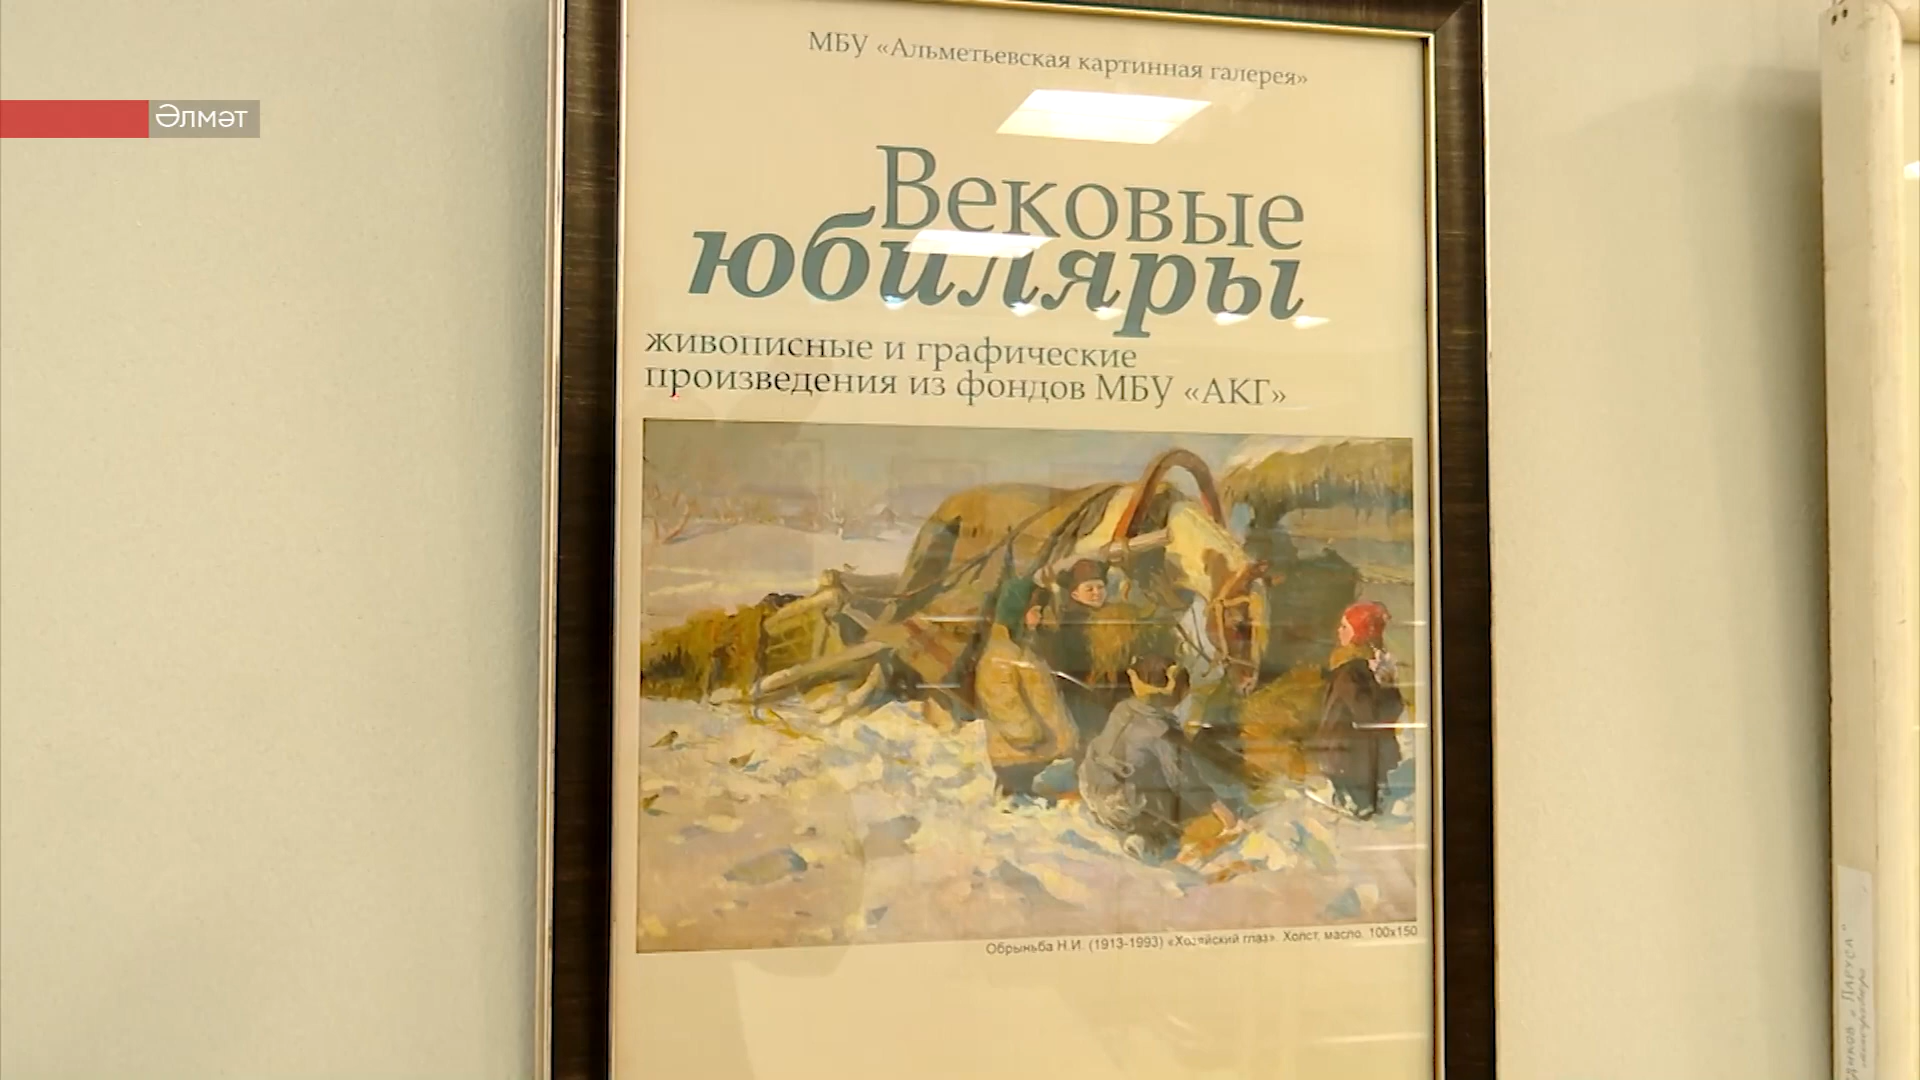 МБУ «Альметьевская картинная галерея»
Әлмәт
Вековые
юбиляры
живописные и графические
произведения из фондов МБУ «АКГ»
Обрыньба Н.И. (1913-1993) «Хозяйский глаз». Холст, масло. 100х150